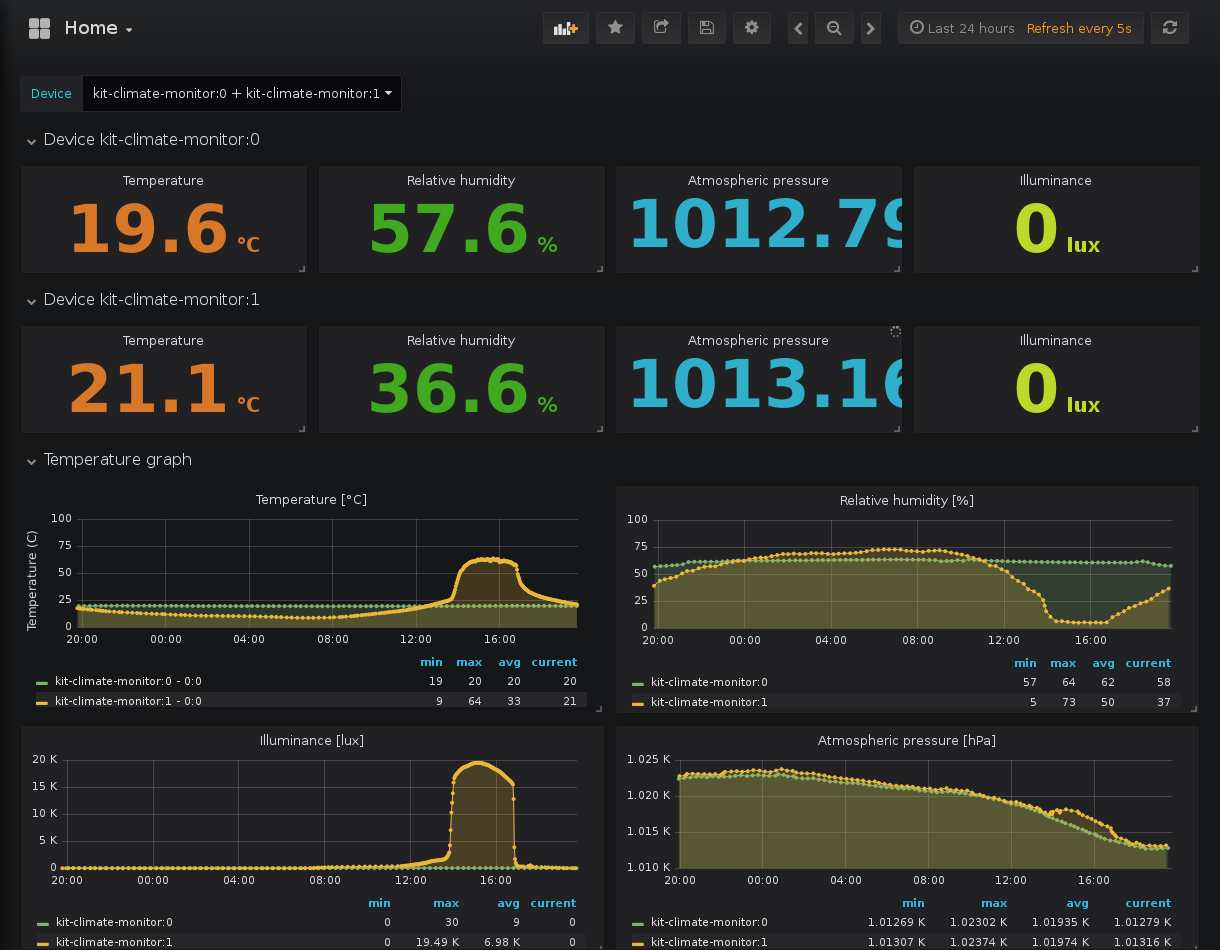 Home
Last 24 hours Refresh every 5s
Device kit-climate-monitor:0 + kit-climate-monitor:1
Device kit-climate-monitor:0
Temperature Relative humidity Atmospheric pressure Illuminance
19.6 °C 57.6 % 1012.79 0 lux
Device kit-climate-monitor:1
Temperature Relative humidity Atmospheric pressure Illuminance
21.1 °C 36.6 % 1013.16 0 lux
Temperature graph
Temperature [°C]
Temperature (C)
100
75
50
25
0
20:00 00:00 04:00 08:00 12:00 16:00
min max avg current
kit-climate-monitor:0 - 0:0 19 20 20 20
kit-climate-monitor:1 - 0:0 9 64 33 21
Relative humidity [%]
100
75
50
25
0
20:00 00:00 04:00 08:00 12:00 16:00
min max avg current
kit-climate-monitor:0 57 64 62 58
kit-climate-monitor:1 5 73 50 37
Illuminance [lux]
20 K
15 K
10 K
5 K
0
20:00 00:00 04:00 08:00 12:00 16:00
min max avg current
kit-climate-monitor:0 0 30 9 0
kit-climate-monitor:1 0 19.49 K 6.98 K 0
Atmospheric pressure [hPa]
1.025 K
1.020 K
1.015 K
1.010 K
20:00 00:00 04:00 08:00 12:00 16:00
min max avg current
kit-climate-monitor:0 1.01269 K 1.02302 K 1.01935 K 1.01279 K
kit-climate-monitor:1 1.01307 K 1.02374 K 1.01974 K 1.01316 K